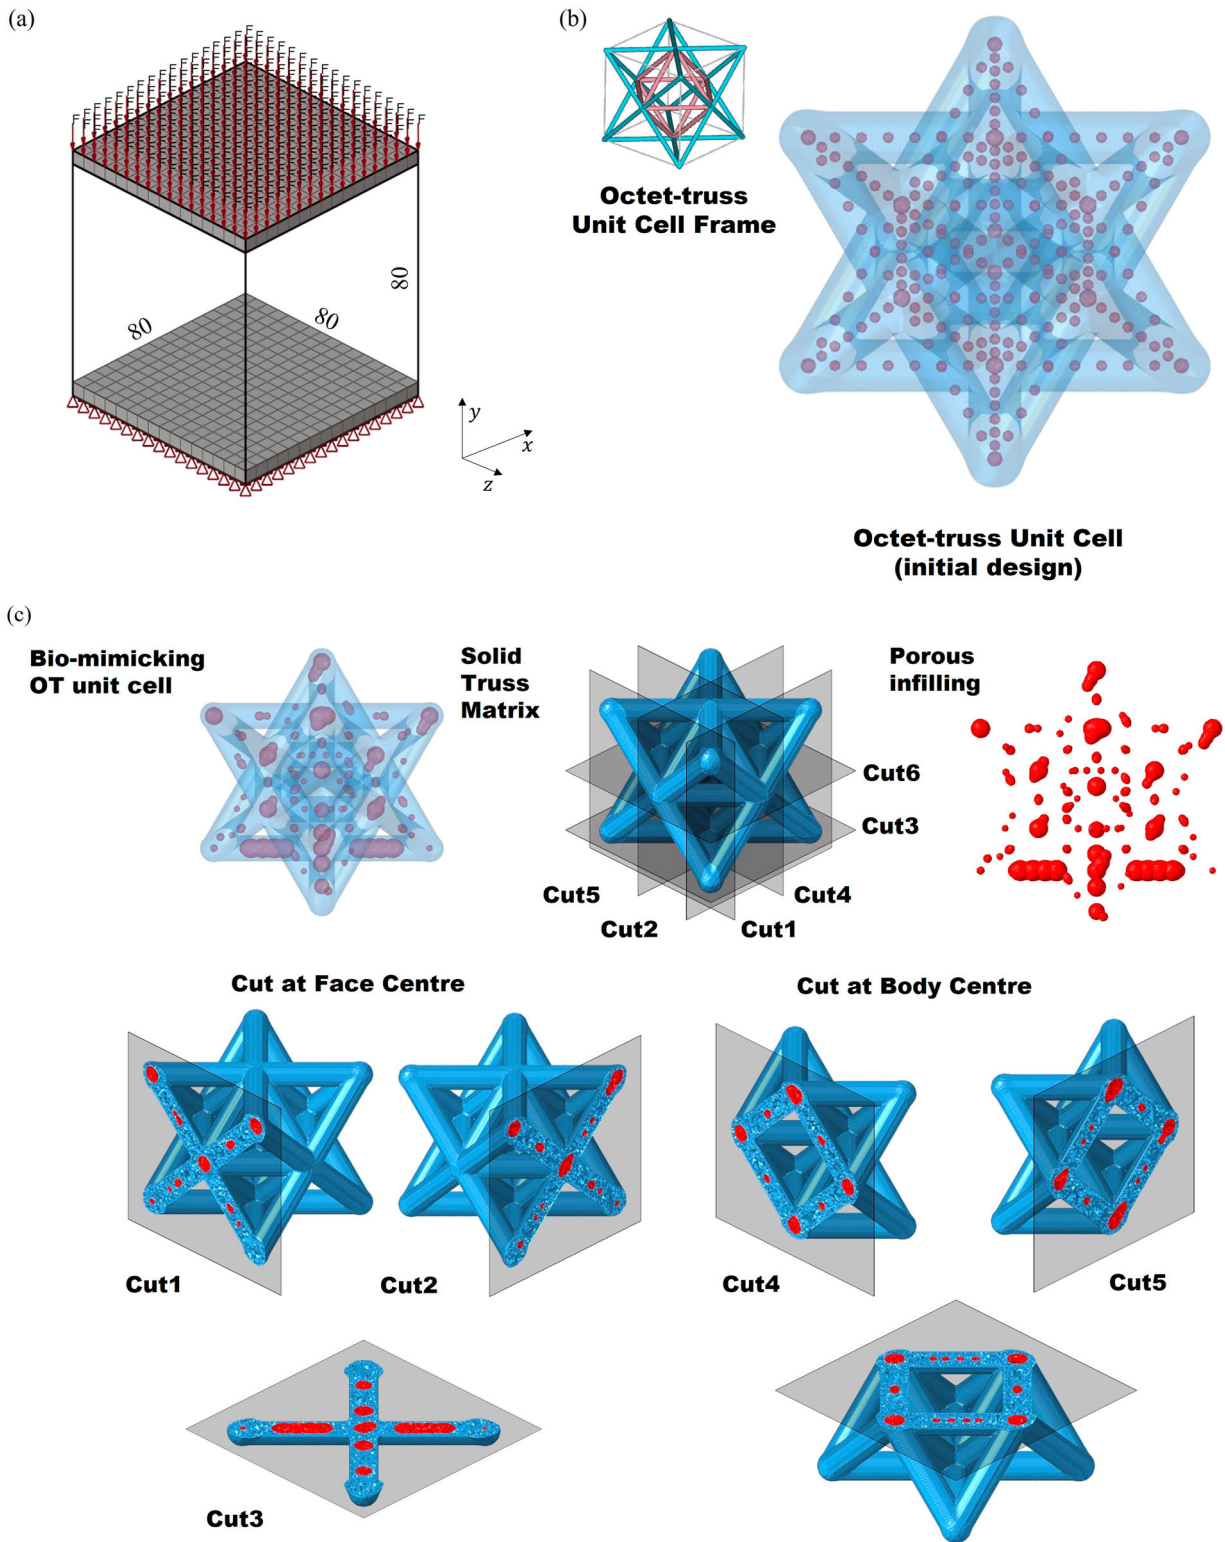 (a)
F F F F F F F F F F F F F F F F
80
80
80
y
x
z
(b)
Octet-truss
Unit Cell Frame
Octet-truss Unit Cell
(initial design)
(c)
Bio-mimicking
OT unit cell
Solid
Truss
Matrix
Porous
infilling
Cut6
Cut3
Cut5
Cut4
Cut2
Cut1
Cut at Face Centre
Cut at Body Centre
Cut1
Cut2
Cut4
Cut5
Cut3